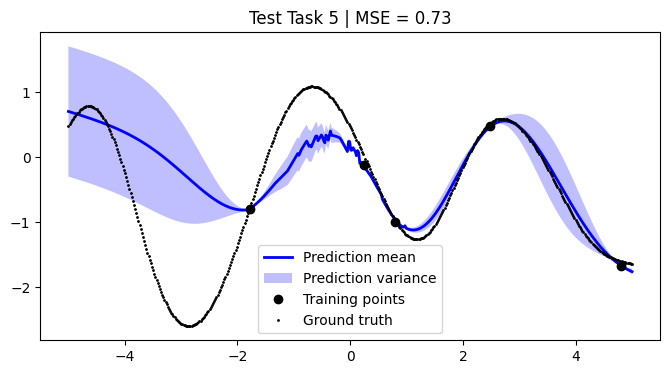 Test Task 5 | MSE = 0.73
1
0
−1
−2
Prediction mean
Prediction variance
Training points
Ground truth
−4
−2
0
2
4